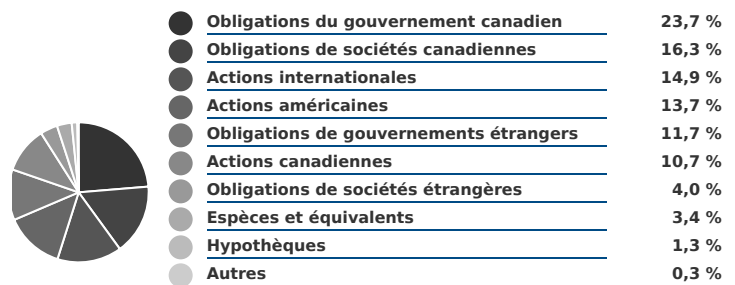 Obligations du gouvernement canadien 23,7 %
Obligations de sociétés canadiennes 16,3 %
Actions internationales 14,9 %
Actions américaines 13,7 %
Obligations de gouvernements étrangers 11,7 %
Actions canadiennes 10,7 %
Obligations de sociétés étrangères 4,0 %
Espèces et équivalents 3,4 %
Hypothèques 1,3 %
Autres 0,3 %